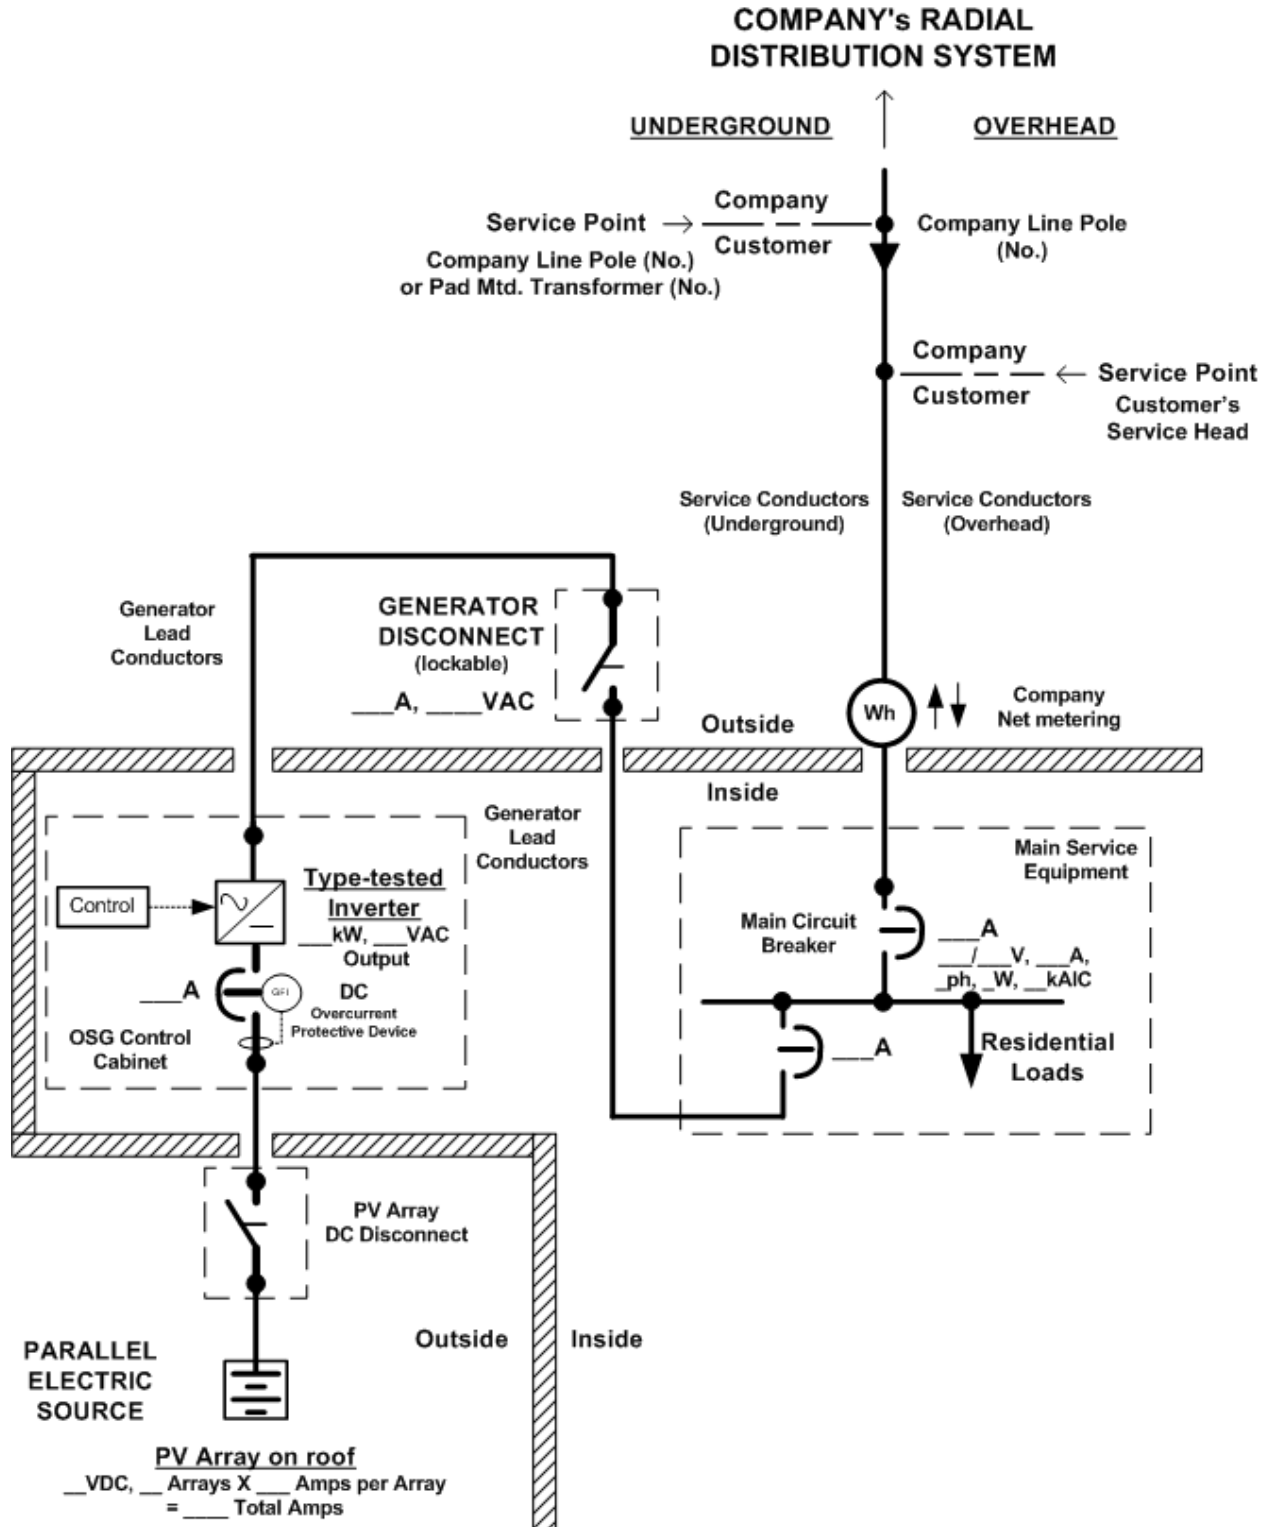 COMPANY's RADIAL
DISTRIBUTION SYSTEM
UNDERGROUND
OVERHEAD
Service Point
Company
Customer
Company Line Pole (No.)
or Pad Mtd. Transformer (No.)
Company Line Pole
(No.)
Company
Customer
Service Point
Customer's
Service Head
Service Conductors
(Underground)
Service Conductors
(Overhead)
Generator
Lead
Conductors
GENERATOR
DISCONNECT
(lockable)
___A, ____VAC
Wh
Company
Net metering
Outside
Inside
Generator
Lead
Conductors
Control
Type-tested
Inverter
___kW, ___VAC
Output
___A
GFI
DC
Overcurrent
Protective Device
OSG Control
Cabinet
Main Service
Equipment
Main Circuit
Breaker
___A
___/___V, ___A,
_ph, _W, __kAIC
___A
Residential
Loads
PV Array
DC Disconnect
Outside
Inside
PARALLEL
ELECTRIC
SOURCE
PV Array on roof
__VDC, __ Arrays X ___ Amps per Array
= ____ Total Amps